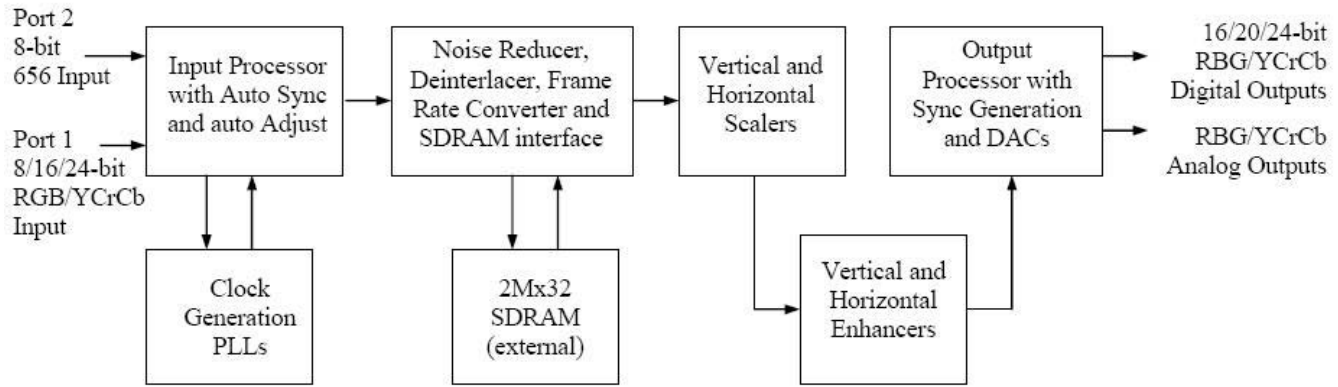 Port 2
8-bit
656 Input
Port 1
8/16/24-bit
RGB/YCrCb
Input
Input Processor
with Auto Sync
and auto Adjust
Clock
Generation
PLLs
Noise Reducer,
Deinterlacer, Frame
Rate Converter and
SDRAM interface
2Mx32
SDRAM
(external)
Vertical and
Horizontal
Scalers
Vertical and
Horizontal
Enhancers
Output
Processor with
Sync Generation
and DACs
16/20/24-bit
RBG/YCrCb
Digital Outputs
RBG/YCrCb
Analog Outputs